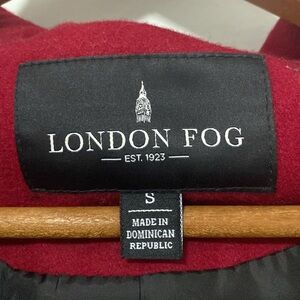 LONDON FOG
EST. 1923
S
MADE IN
DOMINICAN
REPUBLIC